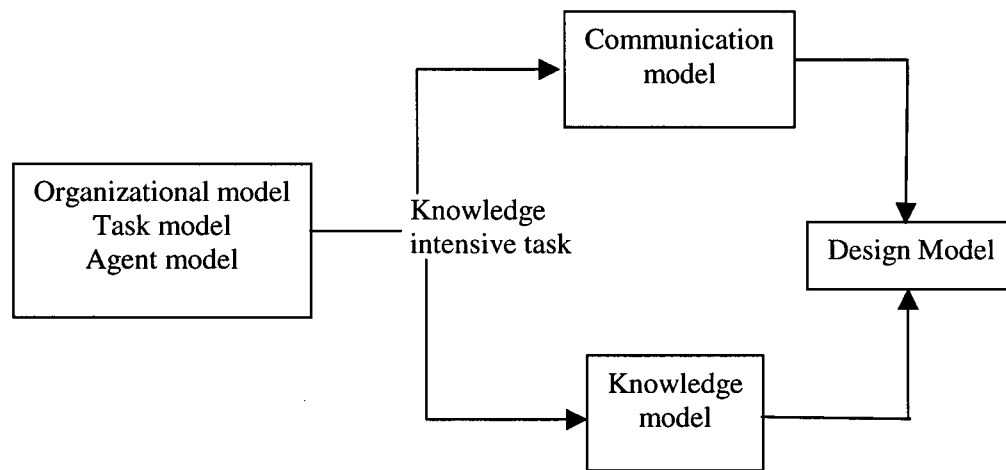 Communication
model
Organizational model
Task model
Agent model
Knowledge
intensive task
Design Model
Knowledge
model